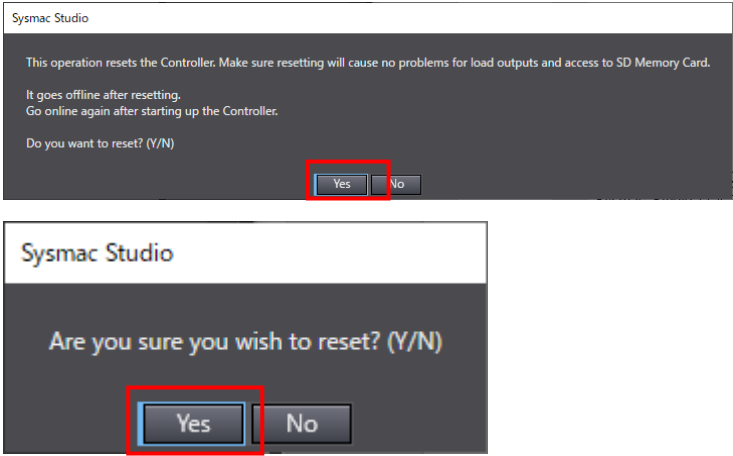 Sysmac Studio
This operation resets the Controller. Make sure resetting will cause no problems for load outputs and access to SD Memory Card.
It goes offline after resetting.
Go online again after starting up the Controller.
Do you want to reset? (Y/N)
Yes No
Sysmac Studio
Are you sure you wish to reset? (Y/N)
Yes No